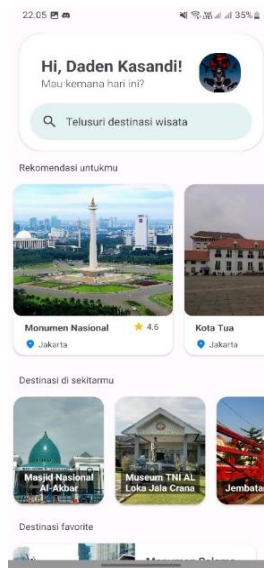 22.05
35%
Hi, Daden Kasandi!
Mau kemana hari ini?
Telusuri destinasi wisata
Rekomendasi untukmu
Monumen Nasional
4.6
Jakarta
Kota Tua
Jakarta
Destinasi di sekitarmu
Masjid Nasional
Al-Akbar
Museum TNI AL
Loka Jala Crana
Jembata
Destinasi favorite